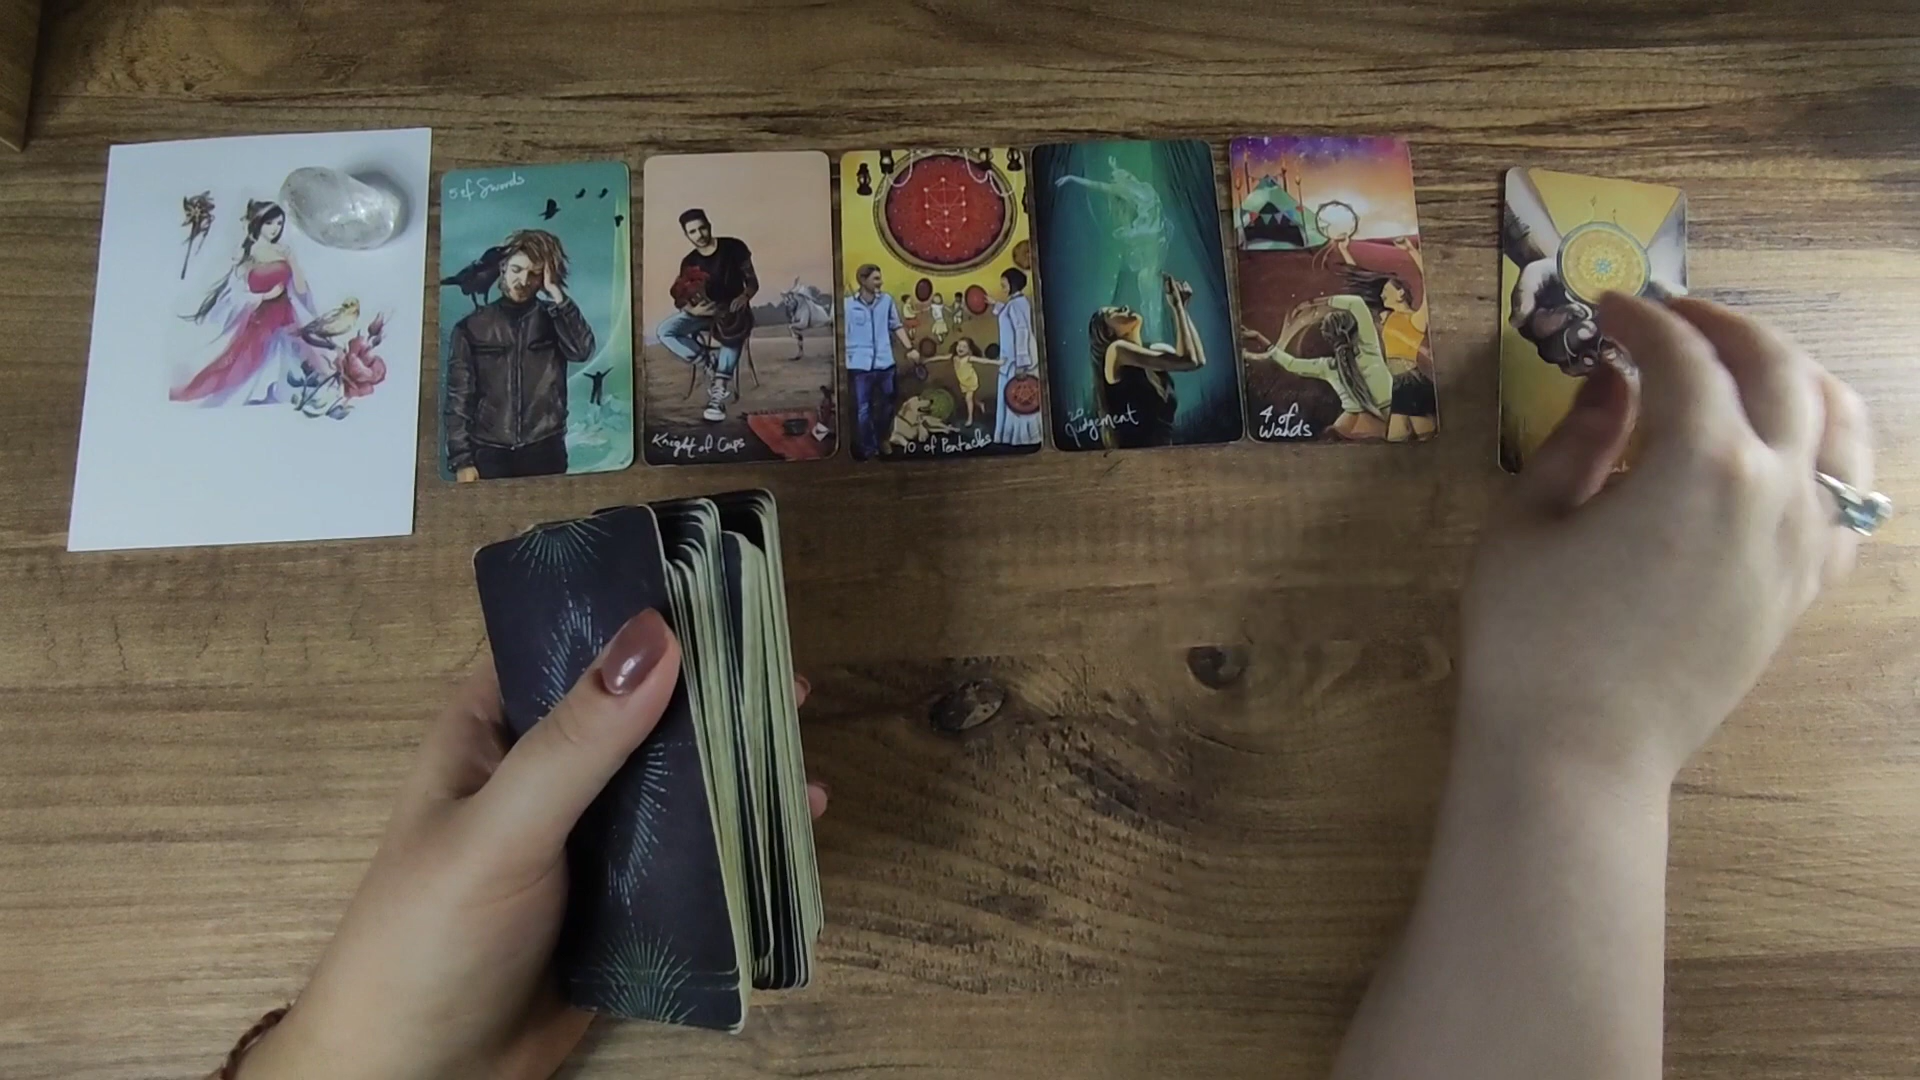 5 of Swords
Knight of Cups
10 of Pentacles
20
Judgement
4 of
Wands